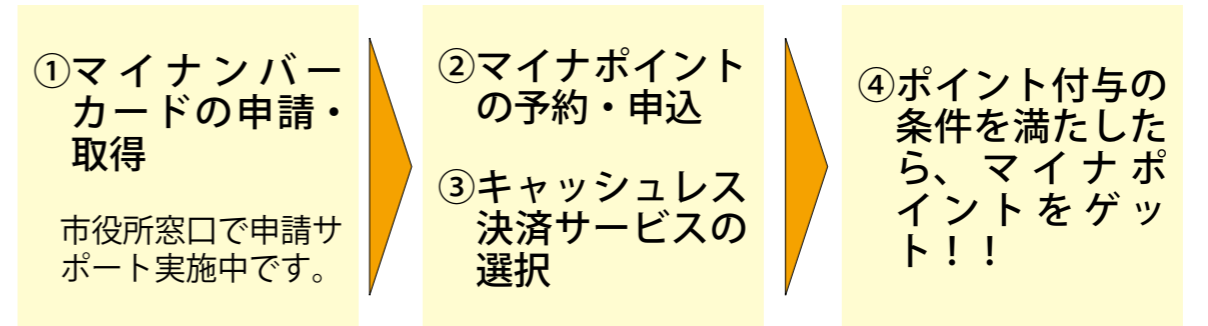 ①マイナンバー
カードの申請・
取得
市役所窓口で申請サ
ポート実施中です。
②マイナポイント
の予約・申込
③キャッシュレス
決済サービスの
選択
④ポイント付与の
条件を満たした
ら、マイナポ
イントをゲッ
ト！！